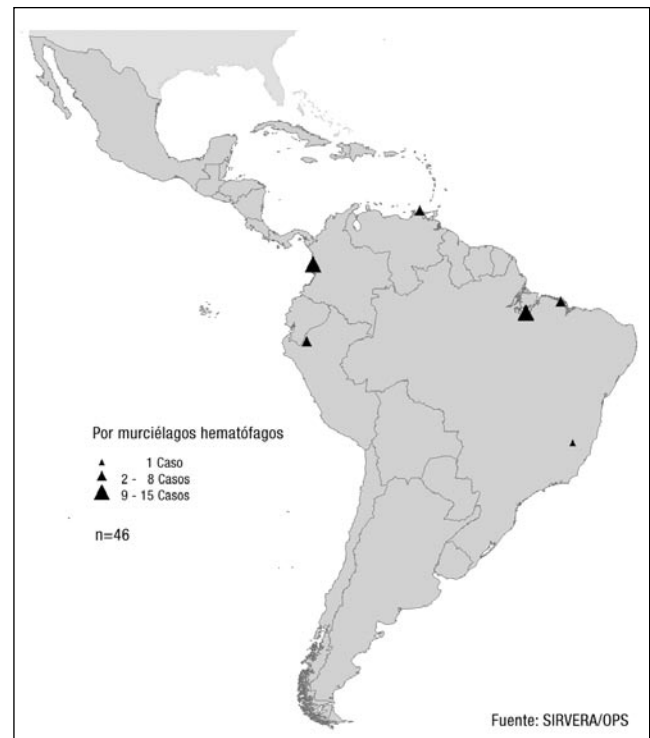 Por murciélagos hematófagos
1 Caso
2 - 8 Casos
9 - 15 Casos
n=46
Fuente: SIRVERA/OPS